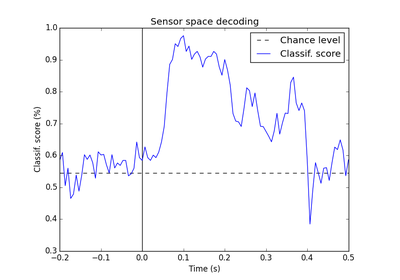 Sensor space decoding
1.0
0.9
0.8
0.7
0.6
0.5
0.4
0.3
Classif. score (%)
Chance level
Classif. score
−0.2 −0.1 0.0 0.1 0.2 0.3 0.4 0.5
Time (s)